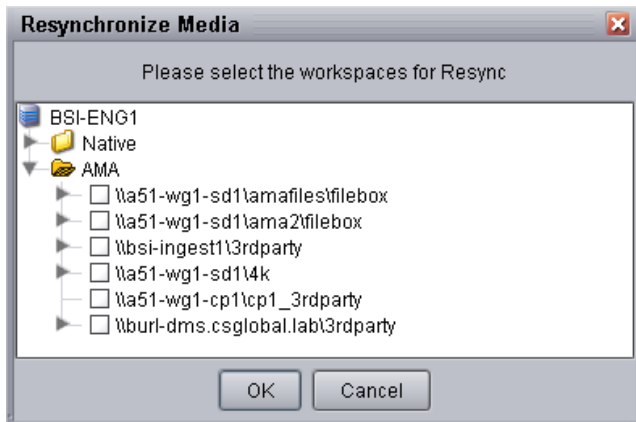 Resynchronize Media
Please select the workspaces for Resync
BSI-ENG1
Native
AMA
\\a51-wg1-sd1\amafiles\filebox
\\a51-wg1-sd1\ama2\filebox
\\bsi-ingest1\3rdparty
\\a51-wg1-sd1\4k
\\a51-wg1-cp1\cp1_3rdparty
\\burl-dms.csglobal.lab\3rdparty
OK Cancel